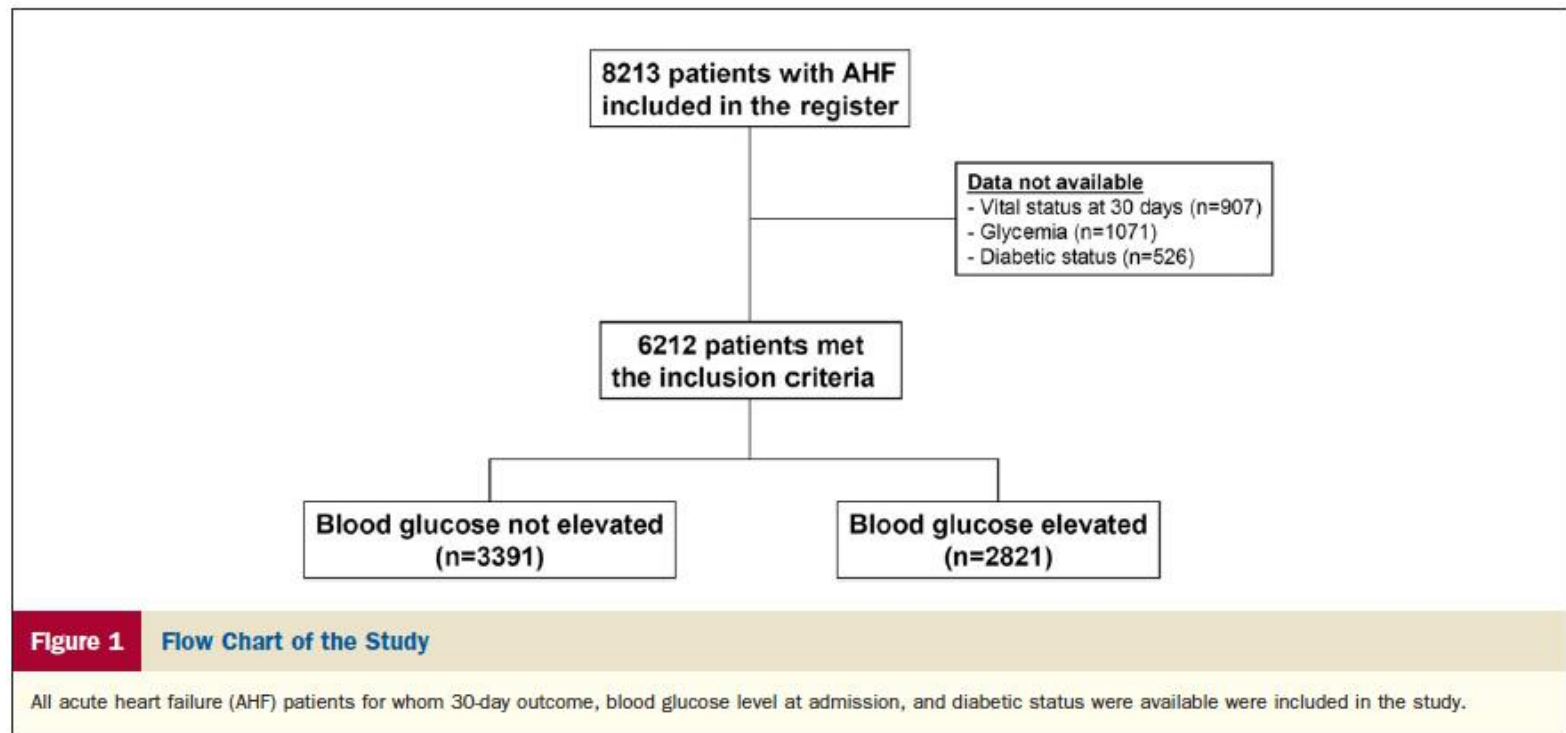 8213 patients with AHF
included in the register
Data not available
- Vital status at 30 days (n=907)
- Glycemia (n=1071)
- Diabetic status (n=526)
6212 patients met
the inclusion criteria
Blood glucose not elevated
(n=3391)
Blood glucose elevated
(n=2821)
Figure 1 Flow Chart of the Study
All acute heart failure (AHF) patients for whom 30-day outcome, blood glucose level at admission, and diabetic status were available were included in the study.